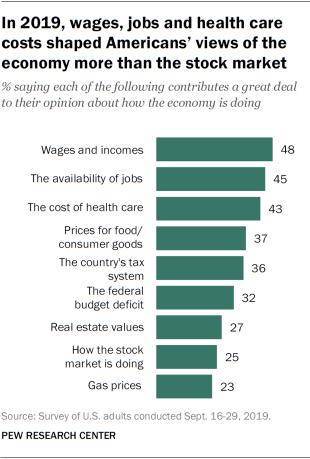 In 2019, wages, jobs and health care
costs shaped Americans' views of the
economy more than the stock market
% saying each of the following contributes a great deal
to their opinion about how the economy is doing
Wages and incomes 48
The availability of jobs 45
The cost of health care 43
Prices for food/
consumer goods 37
The country's tax
system 36
The federal
budget deficit 32
Real estate values 27
How the stock
market is doing 25
Gas prices 23
Source: Survey of U.S. adults conducted Sept. 16-29, 2019.
PEW RESEARCH CENTER